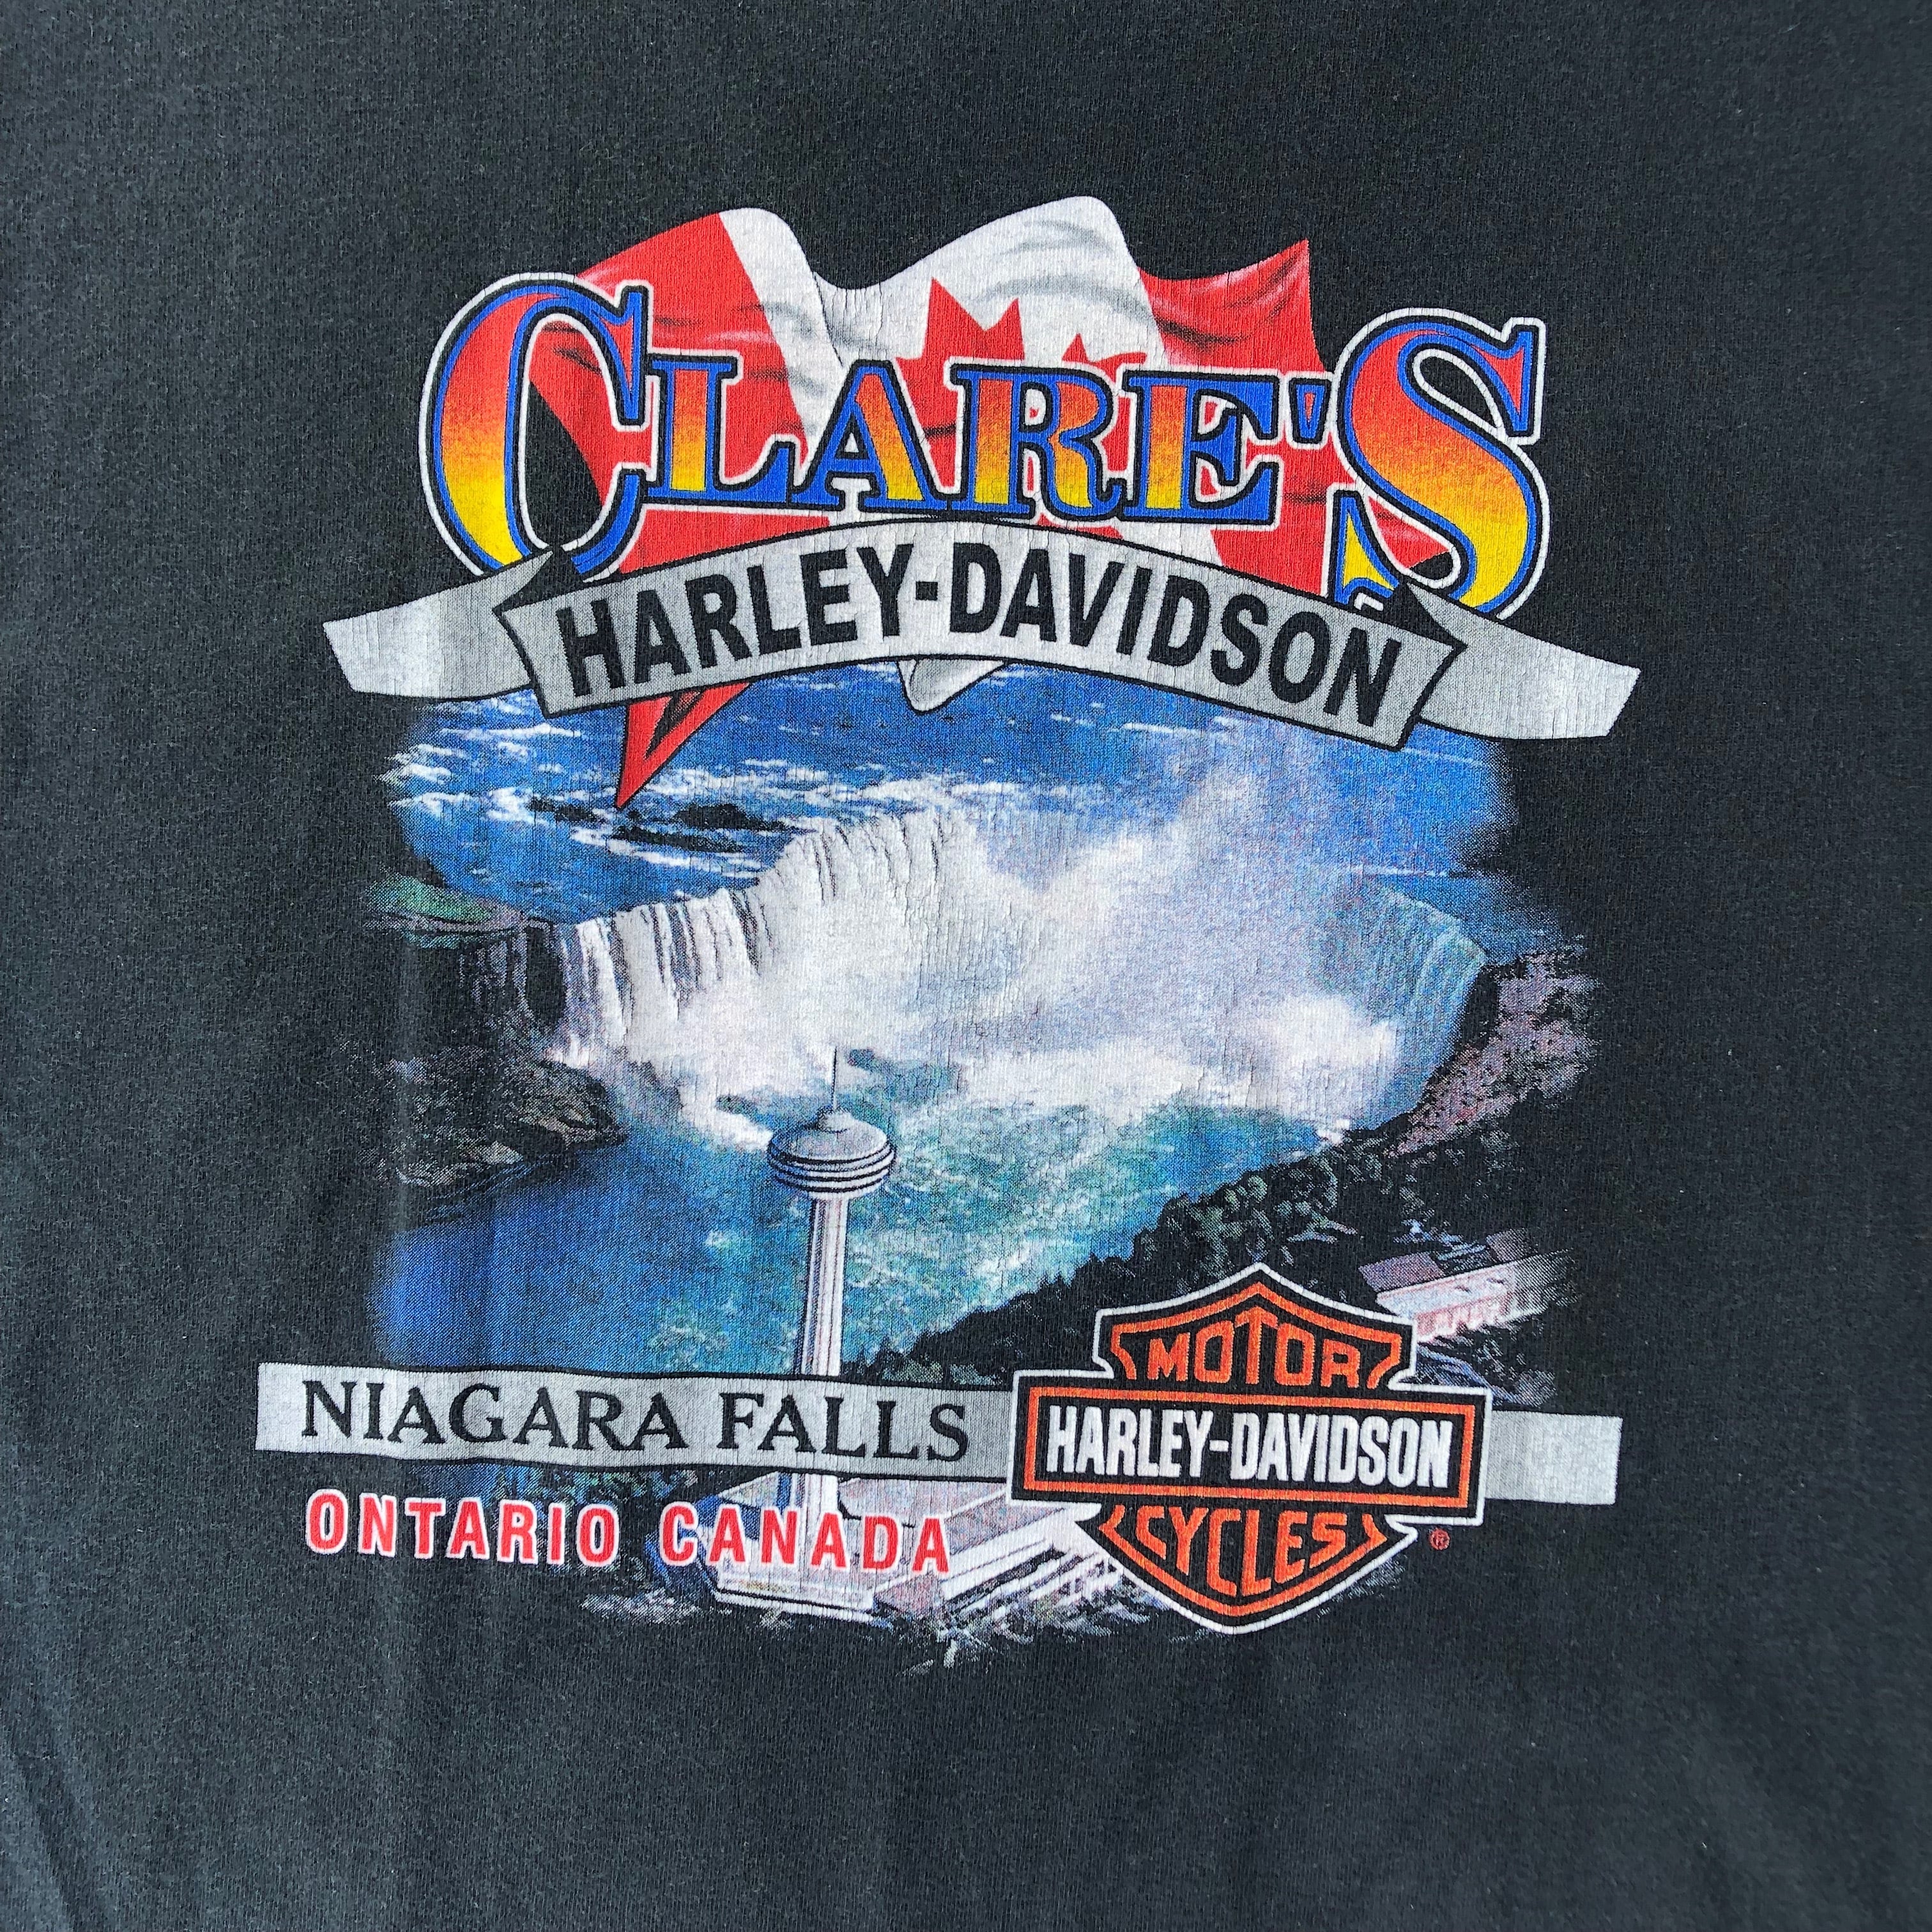 CLARE'S
HARLEY-DAVIDSON
NIAGARA FALLS
ONTARIO CANADA
MOTOR
HARLEY-DAVIDSON
CYCLES
®